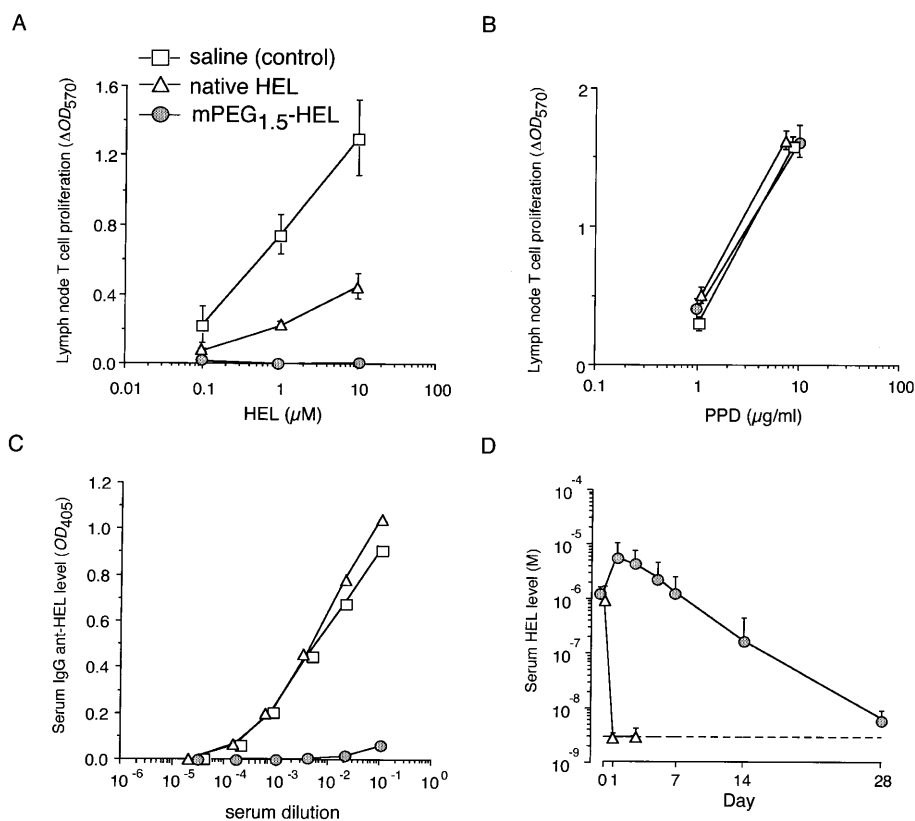 A
saline (control)
native HEL
mPEG1.5-HEL
Lymph node T cell proliferation (ΔOD570)
1.6
1.2
0.8
0.4
0.0
0.01 0.1 1 10 100
HEL (μM)
B
Lymph node T cell proliferation (ΔOD570)
2
1
0
0.1 1 10 100
PPD (μg/ml)
C
Serum IgG ant-HEL level (OD405)
1.2
1.0
0.8
0.6
0.4
0.2
0.0
10-6 10-5 10-4 10-3 10-2 10-1 100
serum dilution
D
Serum HEL level (M)
10-4
10-5
10-6
10-7
10-8
10-9
0 1 7 14 28
Day